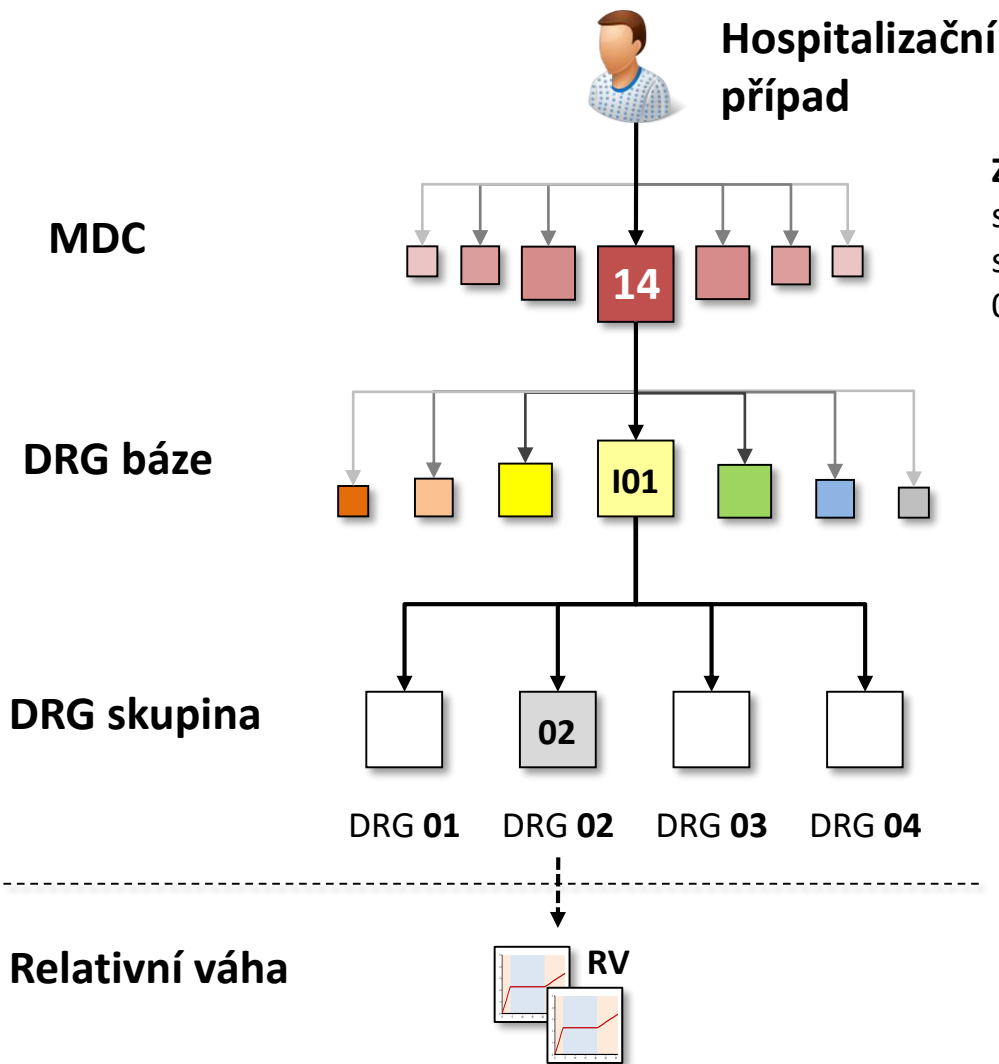 Hospitalizační
případ
MDC
14
DRG báze
I01
DRG skupina
02
DRG 01 DRG 02 DRG 03 DRG 04
Relativní váha
RV